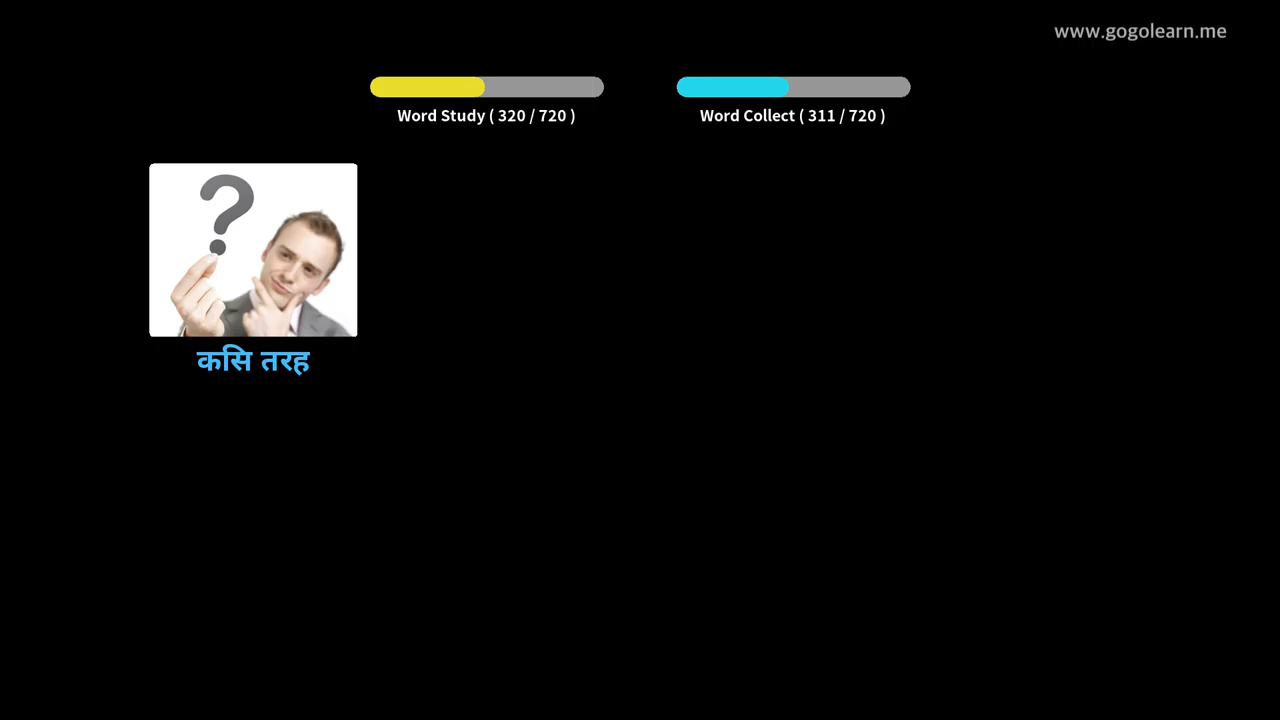 www.gogolearn.me
Word Study ( 320 / 720 )
Word Collect ( 311 / 720 )
?
कसि तरह